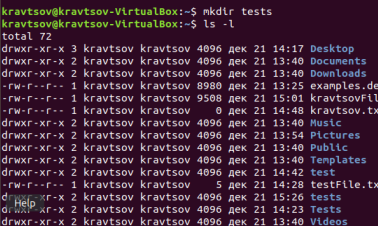 kravtsov@kravtsov-VirtualBox:~$ mkdir tests
kravtsov@kravtsov-VirtualBox:~$ ls -l
total 72
drwxr-xr-x 3 kravtsov kravtsov 4096 дек 21 14:17 Desktop
drwxr-xr-x 2 kravtsov kravtsov 4096 дек 21 13:40 Documents
drwxr-xr-x 2 kravtsov kravtsov 4096 дек 21 13:40 Downloads
-rw-r--r-- 1 kravtsov kravtsov 8980 дек 21 13:25 examples.de
-rw-r--r-- 1 kravtsov kravtsov 9508 дек 21 15:01 kravtsovFil
-rw-r--r-- 1 kravtsov kravtsov 0 дек 21 14:48 kravtsov.tx
drwxr-xr-x 2 kravtsov kravtsov 4096 дек 21 13:40 Music
drwxr-xr-x 2 kravtsov kravtsov 4096 дек 21 13:54 Pictures
drwxr-xr-x 2 kravtsov kravtsov 4096 дек 21 13:40 Public
drwxr-xr-x 2 kravtsov kravtsov 4096 дек 21 13:40 Templates
drwxr-xr-x 2 kravtsov kravtsov 4096 дек 21 14:42 test
-rw-r--r-- 1 kravtsov kravtsov 5 дек 21 14:28 testFile.tx
drwxr-xr-x 2 kravtsov kravtsov 4096 дек 21 15:26 tests
Help x 2 kravtsov kravtsov 4096 дек 21 14:23 Tests
drwxr-xr-x 2 kravtsov kravtsov 4096 дек 21 13:40 Videos